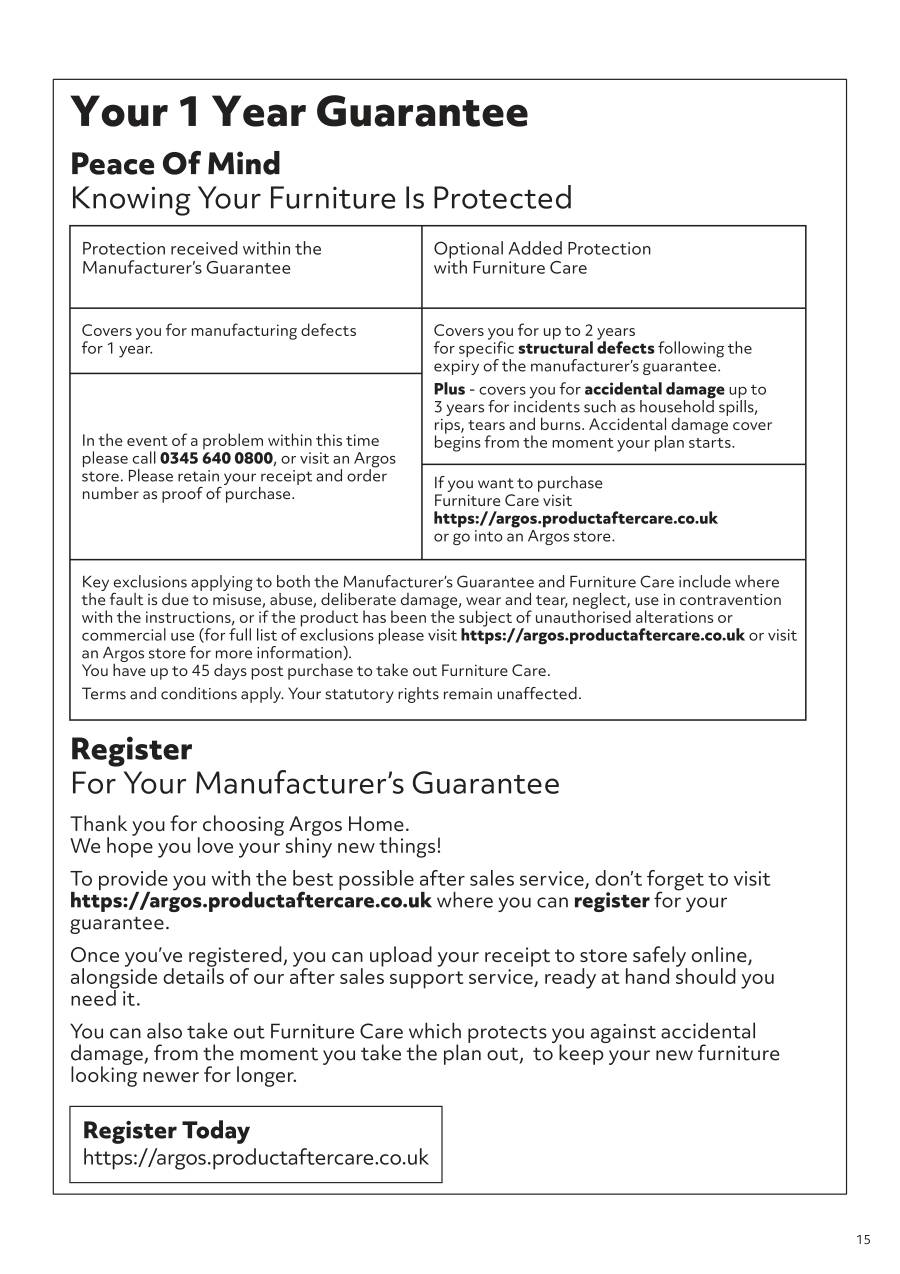 Your 1 Year Guarantee
Peace Of Mind
Knowing Your Furniture Is Protected
Protection received within the
Manufacturer's Guarantee
Optional Added Protection
with Furniture Care
Covers you for manufacturing defects
for 1 year.
In the event of a problem within this time
please call 0345 640 0800, or visit an Argos
store. Please retain your receipt and order
number as proof of purchase.
Covers you for up to 2 years
for specific structural defects following the
expiry of the manufacturer's guarantee.
Plus - covers you for accidental damage up to
3 years for incidents such as household spills,
rips, tears and burns. Accidental damage cover
begins from the moment your plan starts.
If you want to purchase
Furniture Care visit
https://argos.productaftercare.co.uk
or go into an Argos store.
Key exclusions applying to both the Manufacturer's Guarantee and Furniture Care include where
the fault is due to misuse, abuse, deliberate damage, wear and tear, neglect, use in contravention
with the instructions, or if the product has been the subject of unauthorised alterations or
commercial use (for full list of exclusions please visit https://argos.productaftercare.co.uk or visit
an Argos store for more information).
You have up to 45 days post purchase to take out Furniture Care.
Terms and conditions apply. Your statutory rights remain unaffected.
Register
For Your Manufacturer's Guarantee
Thank you for choosing Argos Home.
We hope you love your shiny new things!
To provide you with the best possible after sales service, don't forget to visit
https://argos.productaftercare.co.uk where you can register for your
guarantee.
Once you've registered, you can upload your receipt to store safely online,
alongside details of our after sales support service, ready at hand should you
need it.
You can also take out Furniture Care which protects you against accidental
damage, from the moment you take the plan out,  to keep your new furniture
looking newer for longer.
Register Today
https://argos.productaftercare.co.uk
15